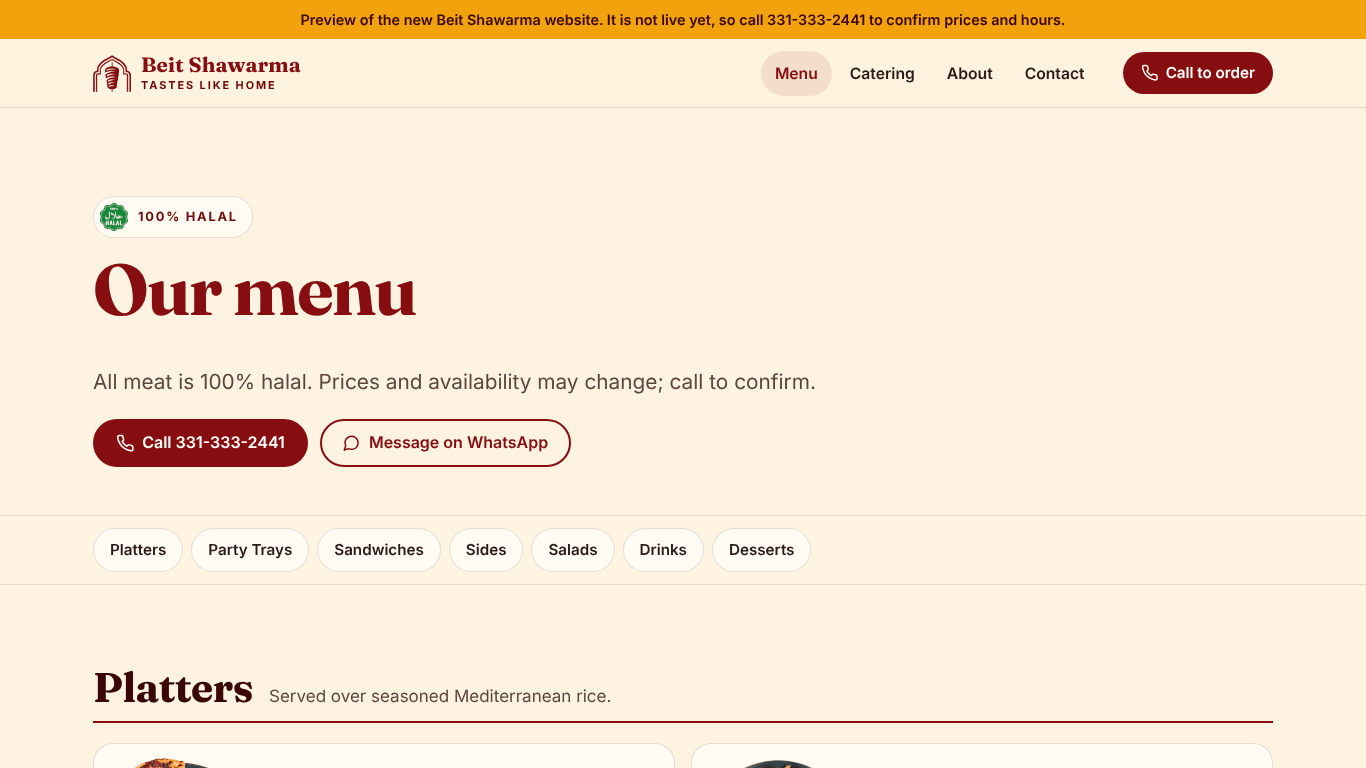 Preview of the new Beit Shawarma website. It is not live yet, so call 331-333-2441 to confirm prices and hours.
Beit Shawarma
TASTES LIKE HOME
Menu
Catering
About
Contact
Call to order
HALAL
100% HALAL
Our menu
All meat is 100% halal. Prices and availability may change; call to confirm.
Call 331-333-2441
Message on WhatsApp
Platters
Party Trays
Sandwiches
Sides
Salads
Drinks
Desserts
Platters
Served over seasoned Mediterranean rice.